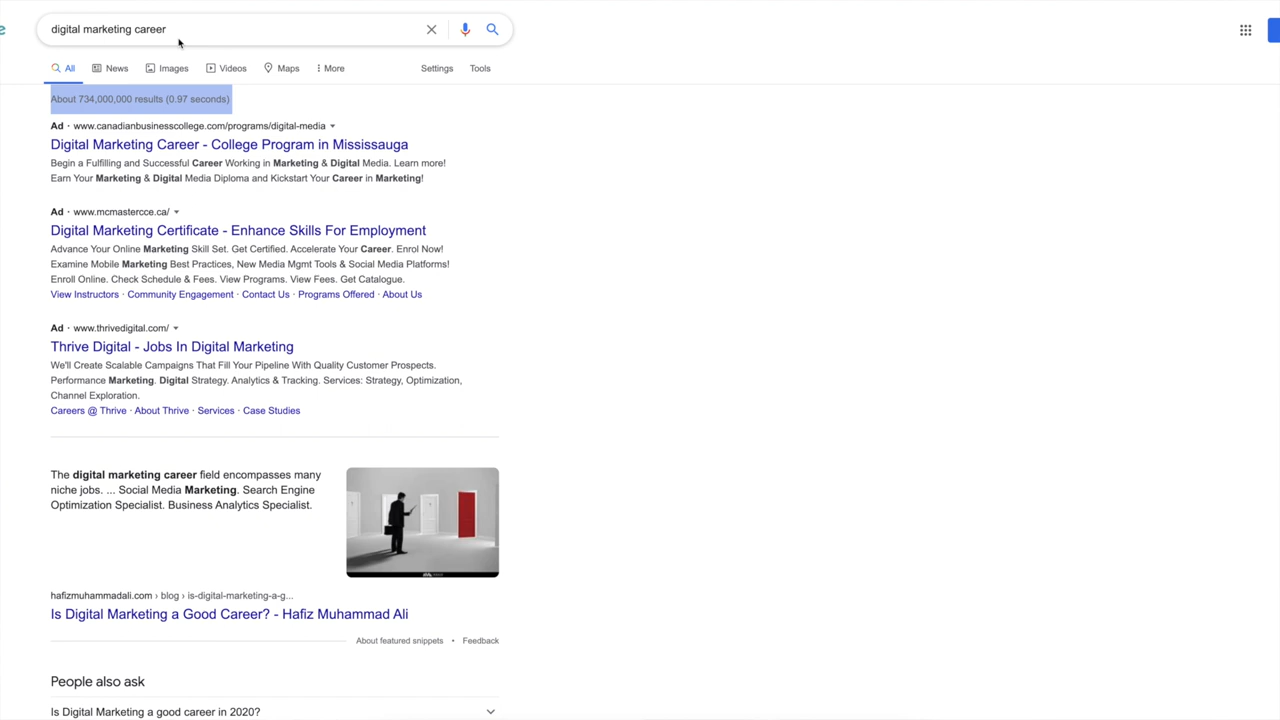 digital marketing career
All News Images Videos Maps More Settings Tools
About 734,000,000 results (0.97 seconds)
Ad · www.canadianbusinesscollege.com/programs/digital-media
Digital Marketing Career - College Program in Mississauga
Begin a Fulfilling and Successful Career Working in Marketing & Digital Media. Learn more!
Earn Your Marketing & Digital Media Diploma and Kickstart Your Career in Marketing!
Ad · www.mcmastercce.ca/
Digital Marketing Certificate - Enhance Skills For Employment
Advance Your Online Marketing Skill Set. Get Certified. Accelerate Your Career. Enrol Now!
Examine Mobile Marketing Best Practices, New Media Mgmt Tools & Social Media Platforms!
Enroll Online. Check Schedule & Fees. View Programs. View Fees. Get Catalogue.
View Instructors · Community Engagement · Contact Us · Programs Offered · About Us
Ad · www.thrivedigital.com/
Thrive Digital - Jobs In Digital Marketing
We'll Create Scalable Campaigns That Fill Your Pipeline With Quality Customer Prospects.
Performance Marketing. Digital Strategy. Analytics & Tracking. Services: Strategy, Optimization,
Channel Exploration.
Careers @ Thrive · About Thrive · Services · Case Studies
The digital marketing career field encompasses many
niche jobs. ... Social Media Marketing. Search Engine
Optimization Specialist. Business Analytics Specialist.
hafizmuhammadali.com › blog › is-digital-marketing-a-g...
Is Digital Marketing a Good Career? - Hafiz Muhammad Ali
About featured snippets • Feedback
People also ask
Is Digital Marketing a good career in 2020?